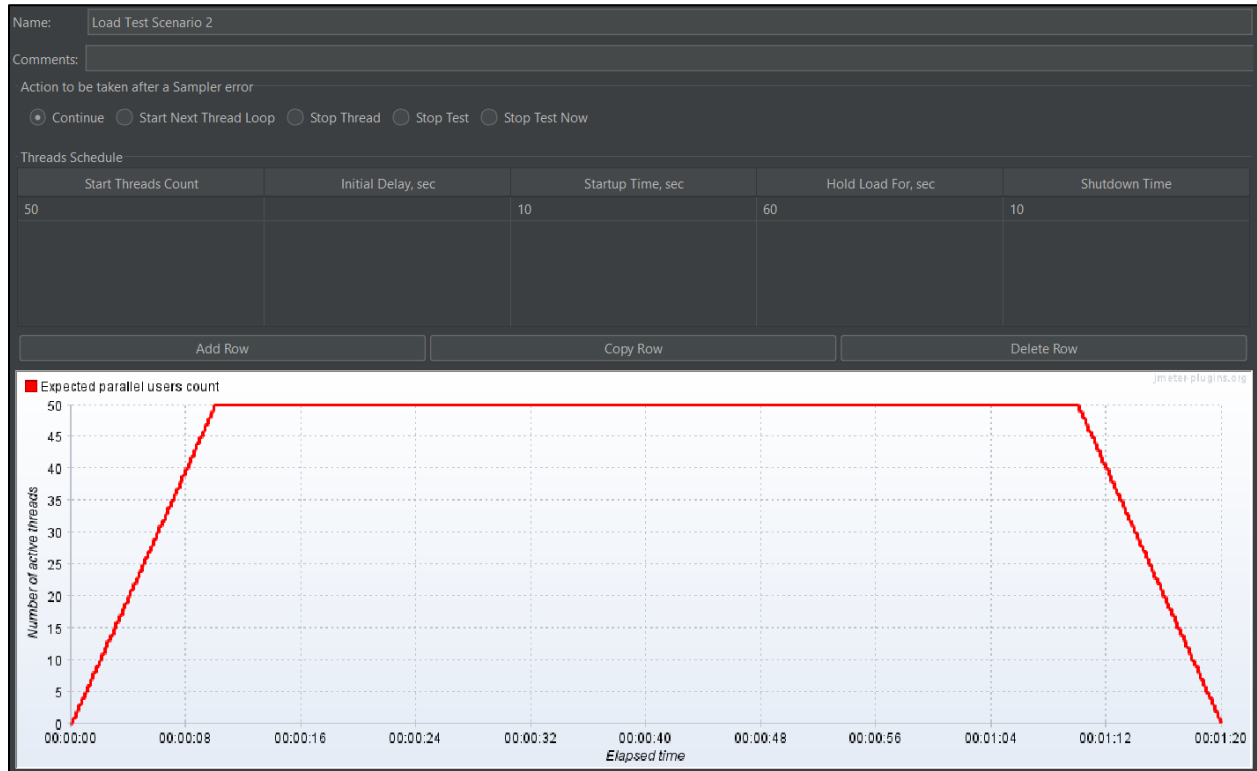 Name: Load Test Scenario 2
Comments:
Action to be taken after a Sampler error
Continue Start Next Thread Loop Stop Thread Stop Test Stop Test Now
Threads Schedule
Start Threads Count Initial Delay, sec Startup Time, sec Hold Load For, sec Shutdown Time
50 10 60 10
Add Row Copy Row Delete Row
Expected parallel users count jmeter-plugins.org
50
45
40
35
30
25
20
15
10
5
0
Number of active threads
00:00:00 00:00:08 00:00:16 00:00:24 00:00:32 00:00:40 00:00:48 00:00:56 00:01:04 00:01:12 00:01:20
Elapsed time